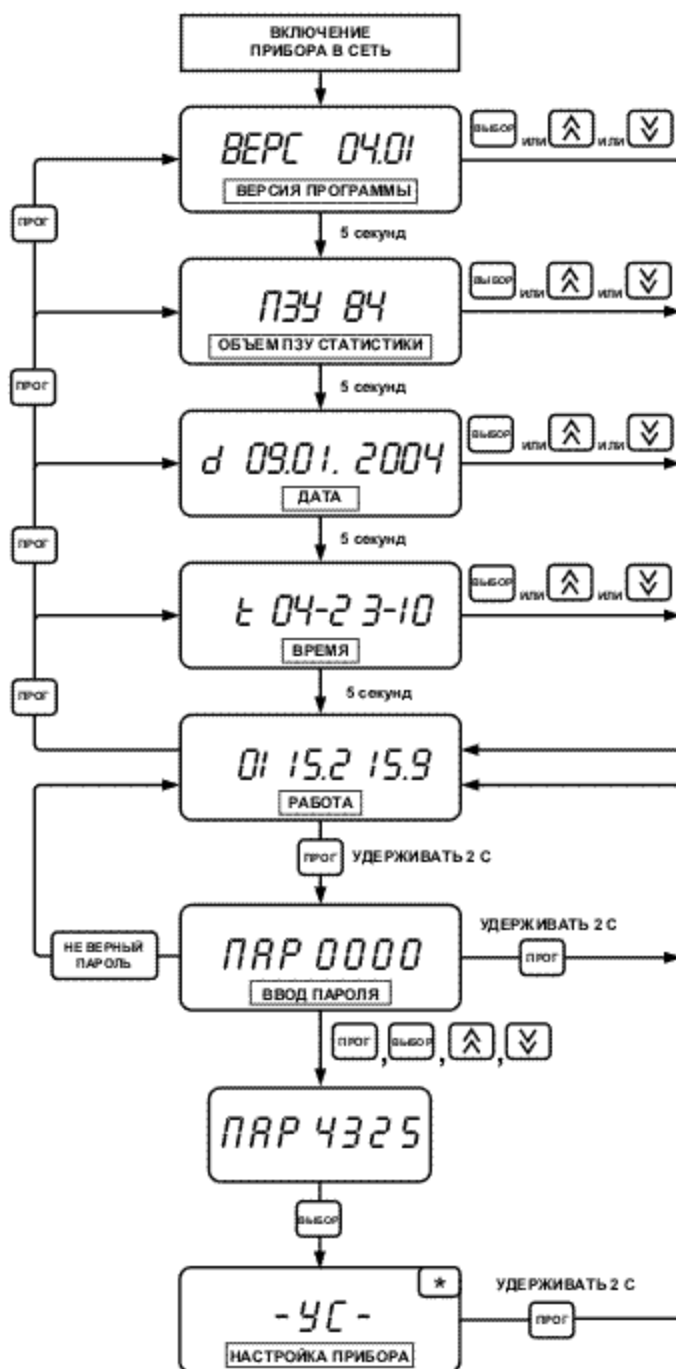 ВКЛЮЧЕНИЕ
ПРИБОРА В СЕТЬ
ВЕРС 04.01
ВЕРСИЯ ПРОГРАММЫ
ВЫБОР или или
ПРОГ
5 секунд
ПЗУ 84
ОБЪЕМ ПЗУ СТАТИСТИКИ
ВЫБОР или или
ПРОГ
5 секунд
d 09.01. 2004
ДАТА
ВЫБОР или или
ПРОГ
5 секунд
t 04-23-10
ВРЕМЯ
ВЫБОР или или
ПРОГ
5 секунд
01 15.2 15.9
РАБОТА
ПРОГ УДЕРЖИВАТЬ 2 С
НЕ ВЕРНЫЙ
ПАРОЛЬ
ПАР 0000
ВВОД ПАРОЛЯ
УДЕРЖИВАТЬ 2 С
ПРОГ
ПРОГ , ВЫБОР , ,
ПАР 4325
ВЫБОР
*
-УС-
НАСТРОЙКА ПРИБОРА
УДЕРЖИВАТЬ 2 С
ПРОГ